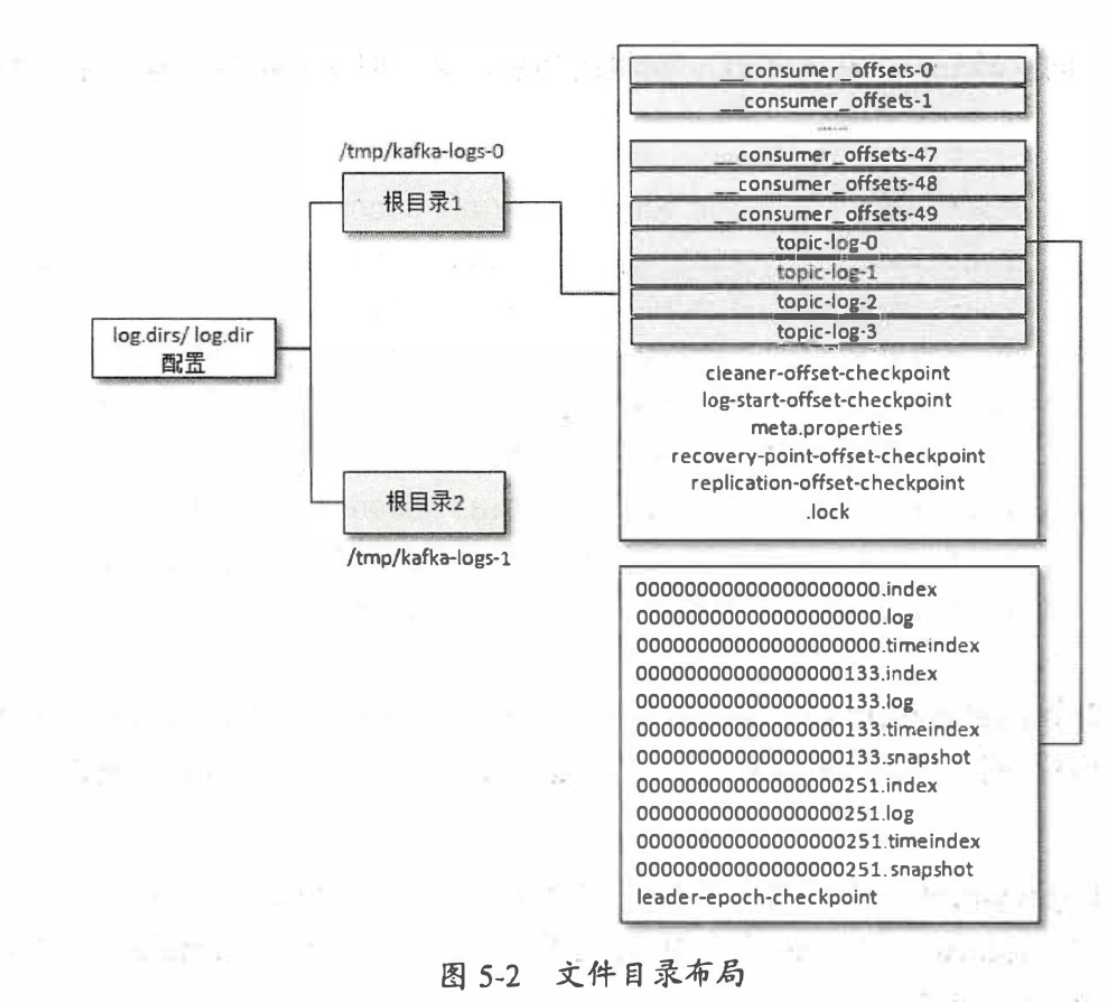 log.dirs/ log.dir
配置
/tmp/kafka-logs-0
根目录1
根目录2
/tmp/kafka-logs-1
__consumer_offsets-0
__consumer_offsets-1
......
__consumer_offsets-47
__consumer_offsets-48
__consumer_offsets-49
topic-log-0
topic-log-1
topic-log-2
topic-log-3
cleaner-offset-checkpoint
log-start-offset-checkpoint
meta.properties
recovery-point-offset-checkpoint
replication-offset-checkpoint
.lock
00000000000000000000.index
00000000000000000000.log
00000000000000000000.timeindex
00000000000000000133.index
00000000000000000133.log
00000000000000000133.timeindex
00000000000000000133.snapshot
00000000000000000251.index
00000000000000000251.log
00000000000000000251.timeindex
00000000000000000251.snapshot
leader-epoch-checkpoint
图 5-2 文件目录布局